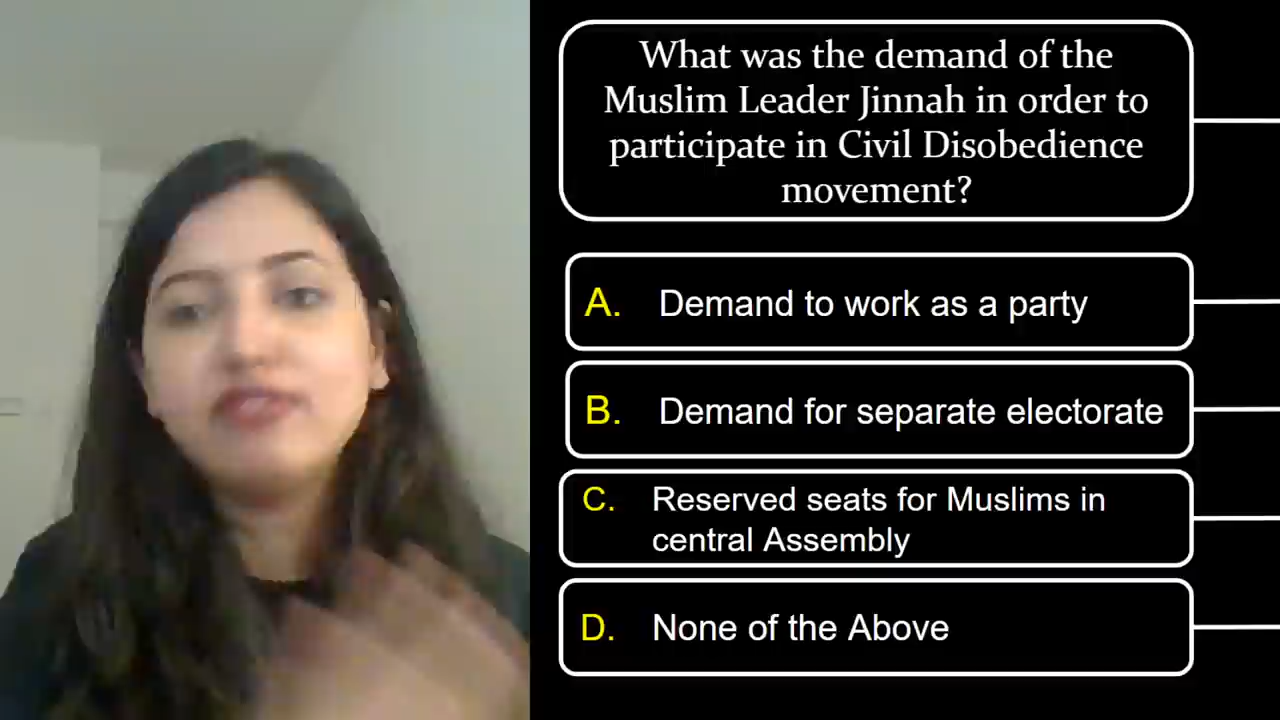 What was the demand of the
Muslim Leader Jinnah in order to
participate in Civil Disobedience
movement?
A. Demand to work as a party
B. Demand for separate electorate
C. Reserved seats for Muslims in
central Assembly
D. None of the Above